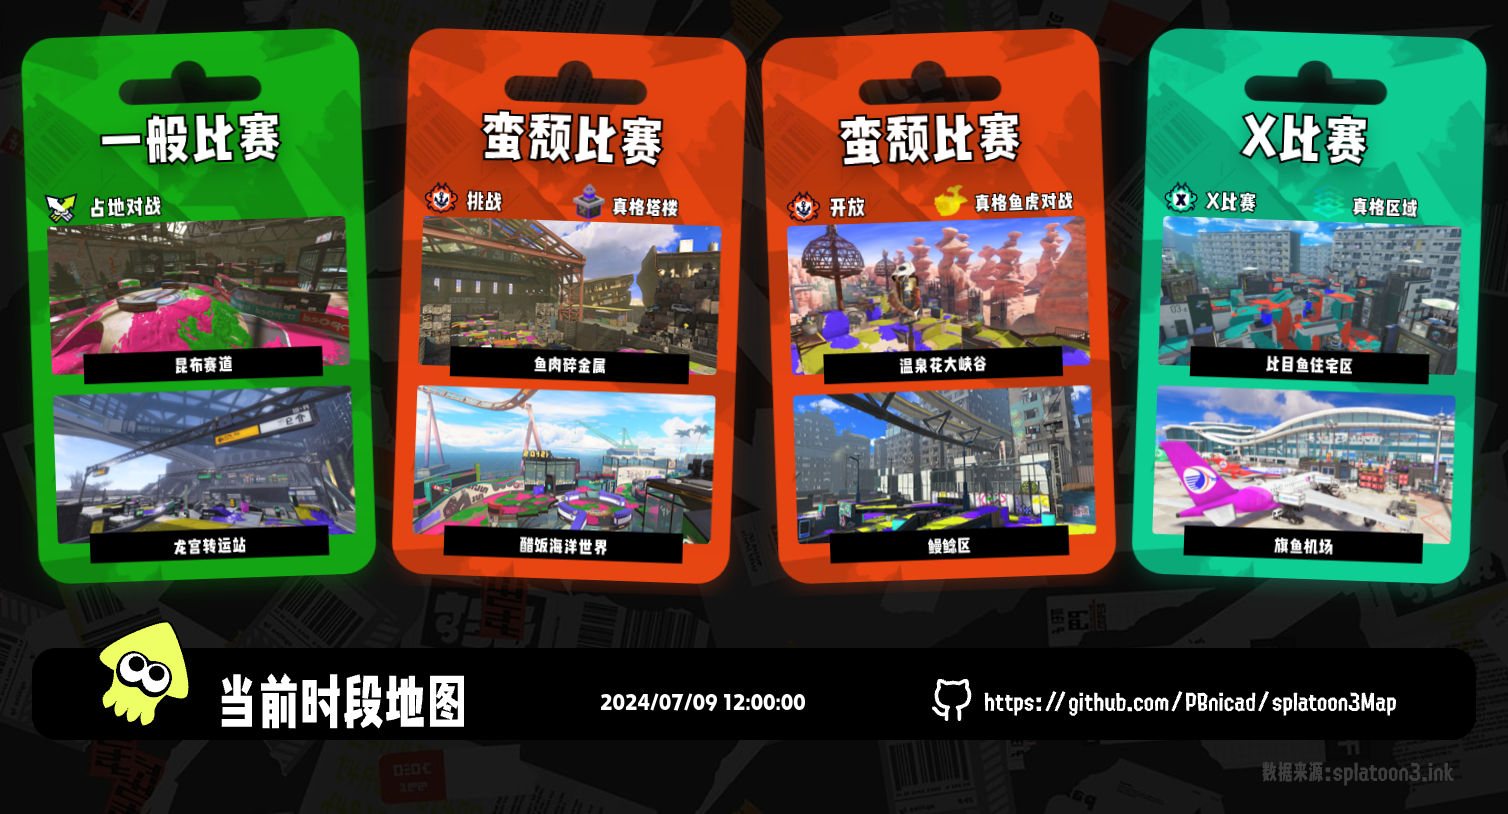 一般比赛
占地对战
昆布赛道
龙宫转运站
蛮颓比赛
挑战 真格塔楼
鱼肉碎金属
醋饭海洋世界
蛮颓比赛
开放 真格鱼虎对战
温泉花大峡谷
鳗鲶区
X比赛
X比赛 真格区域
比目鱼住宅区
旗鱼机场
当前时段地图
2024/07/09 12:00:00
https://github.com/PBnicad/splatoon3Map
数据来源:splatoon3.ink